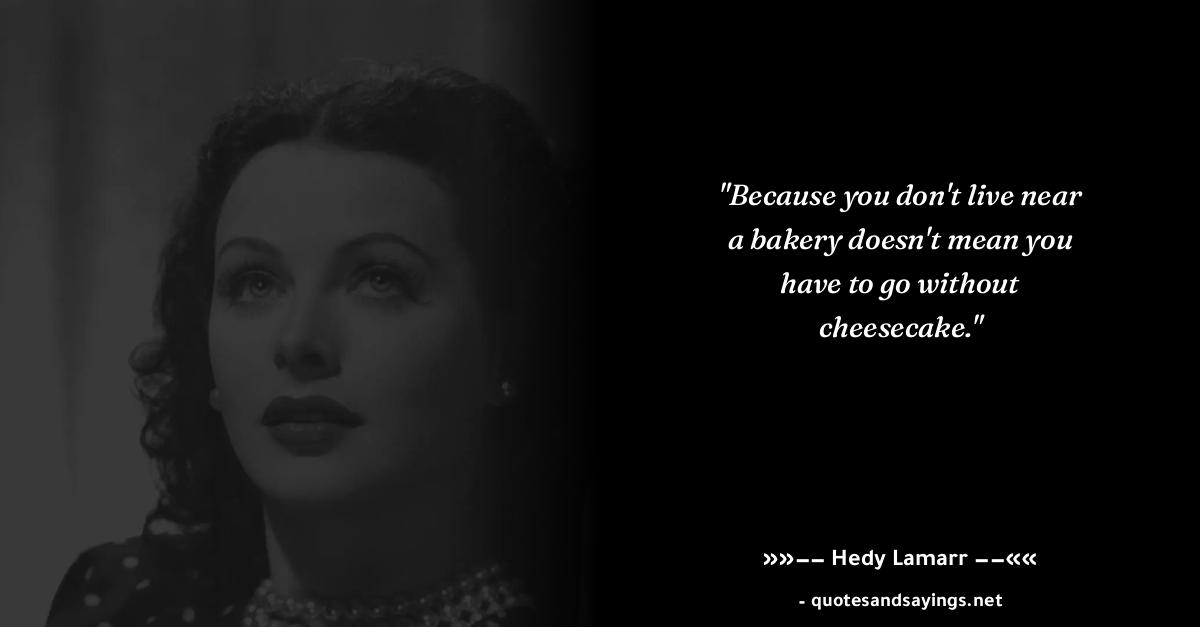 "Because you don't live near
a bakery doesn't mean you
have to go without
cheesecake."
»»–– Hedy Lamarr ––««
- quotesandsayings.net